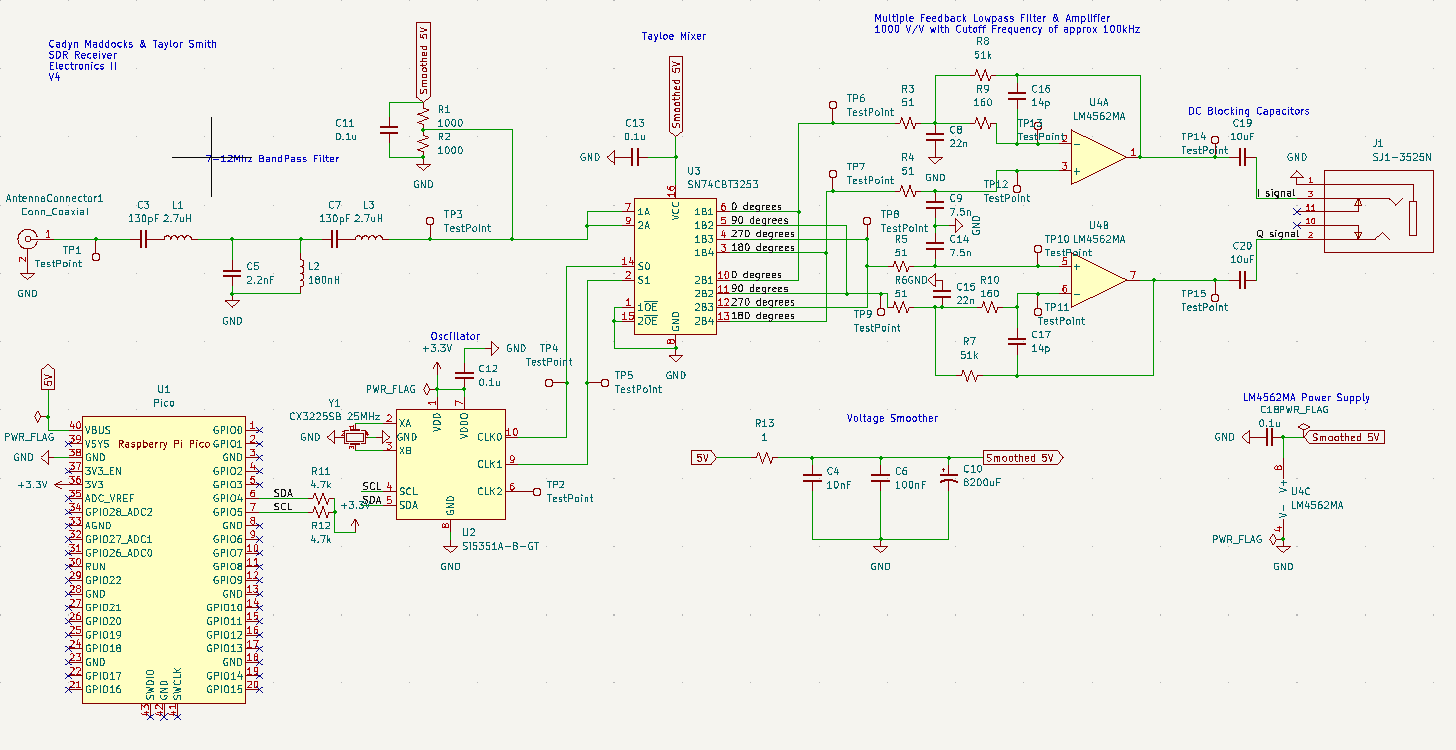 Cadyn Maddocks & Taylor Smith
SDR Receiver
Electronics II
V4
7-12Mhz BandPass Filter
AntennaConnector1
Conn_Coaxial
1
2
GND
TP1
TestPoint
C3
130pF
L1
2.7uH
C5
2.2nF
GND
L2
180nH
C7
130pF
L3
2.7uH
TP3
TestPoint
Smoothed 5V
C11
0.1u
R1
1000
R2
1000
GND
Tayloe Mixer
Smoothed 5V
C13
0.1u
GND
U3
SN74CBT3253
16
VCC
7 1A
9 2A
14 S0
2 S1
1 1OE
15 2OE
GND
8
GND
1B1 6 0 degrees
1B2 5 90 degrees
1B3 4 270 degrees
1B4 3 180 degrees
2B1 10 0 degrees
2B2 11 90 degrees
2B3 12 270 degrees
2B4 13 180 degrees
Multiple Feedback Lowpass Filter & Amplifier
1000 V/V with Cutoff Frequency of approx 100kHz
R8
51k
TP6
TestPoint
R3
51
R9
160
C16
14p
C8
22n
GND
TP13
TestPoint
U4A
LM4562MA
2
3
1
TP7
TestPoint
R4
51
TP12
TestPoint
C9
7.5n
GND
C14
7.5n
TP8
TestPoint
R5
51
TP10
TestPoint
U4B
LM4562MA
5
6
7
R6
51
GND
C15
22n
R10
160
TP9
TestPoint
TP11
TestPoint
C17
14p
R7
51k
DC Blocking Capacitors
TP14
TestPoint
C19
10uF
TP15
TestPoint
C20
10uF
GND
J1
SJ1-3525N
1
I signal 3
11
10
Q signal 2
Oscillator
+3.3V
GND
C12
0.1u
PWR_FLAG
TP4
TestPoint
TP5
TestPoint
Y1
CX3225SB 25MHz
GND
GND
2 XA
3 XB
1 VDD
7 VDDO
CLK0 10
CLK1 9
CLK2 6
TP2
TestPoint
SCL 4 SCL
SDA 5 SDA
GND
8
U2
Si5351A-B-GT
GND
5V
PWR_FLAG
GND
+3.3V
U1
Pico
Raspberry Pi Pico
40 VBUS
39 VSYS
38 GND
37 3V3_EN
36 3V3
35 ADC_VREF
34 GPIO28_ADC2
33 AGND
32 GPIO27_ADC1
31 GPIO26_ADC0
30 RUN
29 GPIO22
28 GND
27 GPIO21
26 GPIO20
25 GPIO19
24 GPIO18
23 GND
22 GPIO17
21 GPIO16
GPIO0 1
GPIO1 2
GND 3
GPIO2 4
GPIO3 5
GPIO4 6
GPIO5 7
GND 8
GPIO6 9
GPIO7 10
GPIO8 11
GPIO9 12
GND 13
GPIO10 14
GPIO11 15
GPIO12 16
GPIO13 17
GND 18
GPIO14 19
GPIO15 20
SWDIO 43
GND 42
SWCLK 41
SDA
SCL
R11
4.7k
R12
4.7k
+3.3V
Voltage Smoother
5V
R13
1
C4
10nF
C6
100nF
C10
8200uF
Smoothed 5V
GND
LM4562MA Power Supply
C18
0.1u
PWR_FLAG
GND
Smoothed 5V
8
V+
U4C
LM4562MA
V-
4
PWR_FLAG
GND